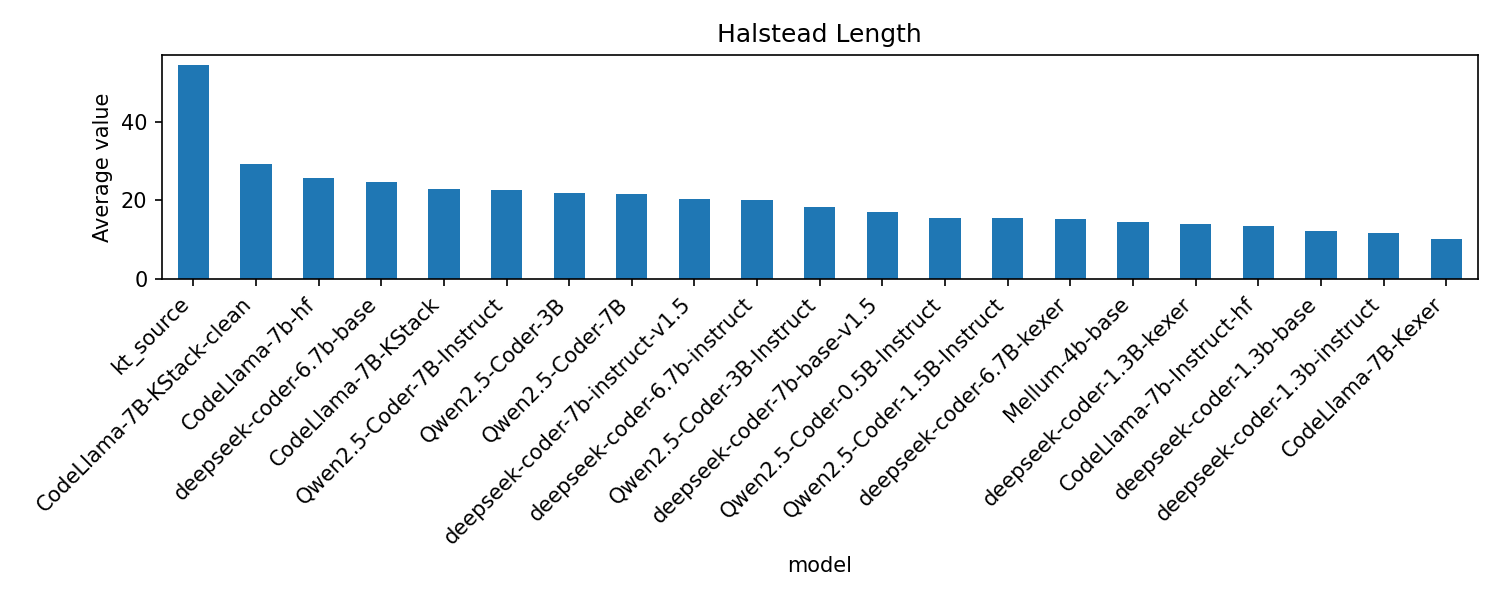 Halstead Length
Average value
40
20
0
kt_source
CodeLlama-7B-KStack-clean
CodeLlama-7b-hf
deepseek-coder-6.7b-base
CodeLlama-7B-KStack
Qwen2.5-Coder-7B-Instruct
Qwen2.5-Coder-3B
Qwen2.5-Coder-7B
deepseek-coder-7b-instruct-v1.5
deepseek-coder-6.7b-instruct
Qwen2.5-Coder-3B-Instruct
deepseek-coder-7b-base-v1.5
Qwen2.5-Coder-0.5B-Instruct
Qwen2.5-Coder-1.5B-Instruct
deepseek-coder-6.7B-kexer
Mellum-4b-base
deepseek-coder-1.3B-kexer
CodeLlama-7b-Instruct-hf
deepseek-coder-1.3b-base
deepseek-coder-1.3b-instruct
CodeLlama-7B-Kexer
model